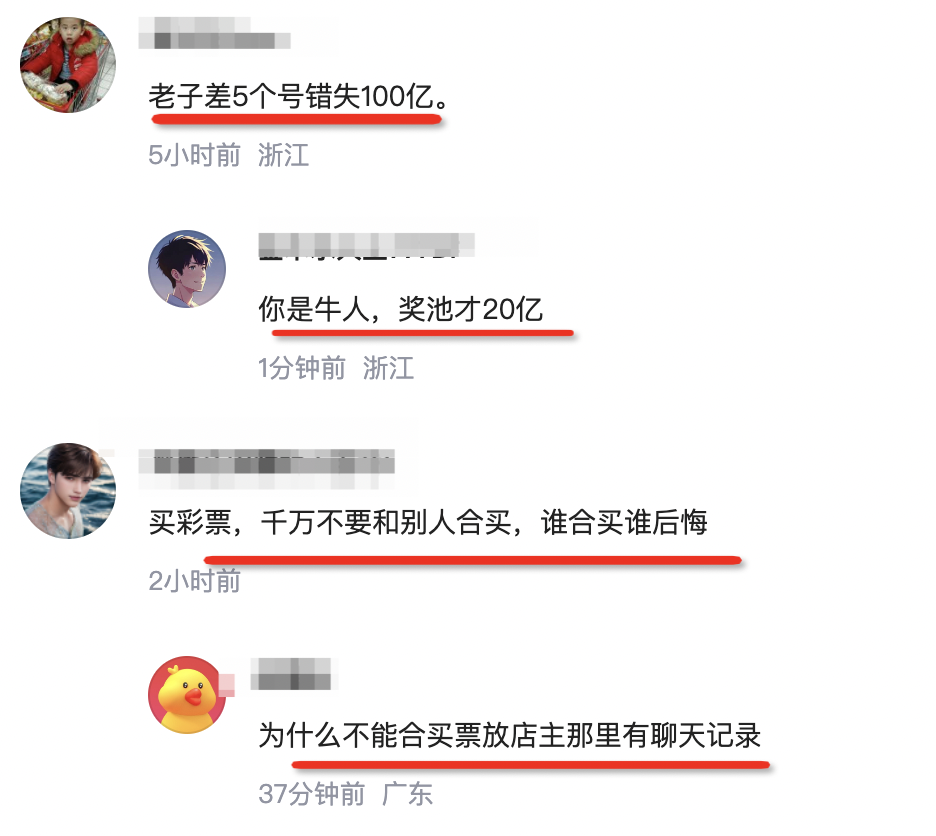 老子差5个号错失100亿。
5小时前 浙江
你是牛人，奖池才20亿
1分钟前 浙江
买彩票，千万不要和别人合买，谁合买谁后悔
2小时前
为什么不能合买票放店主那里有聊天记录
37分钟前 广东